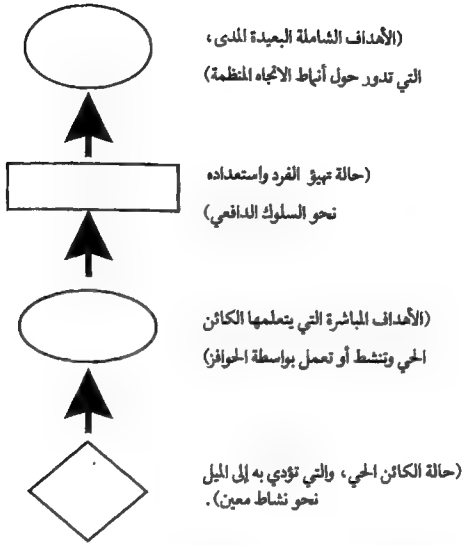 (الأهداف الشاملة البعيدة المدى،
التي تدور حول أنماط الاتجاه المنظمة)
(حالة تهيؤ الفرد واستعداده
نحو السلوك الدافعي)
(الأهداف المباشرة التي يتعلمها الكائن
الحي وتنشط أو تعمل بواسطة الحوافز)
(حالة الكائن الحي، والتي تؤدي به إلى الميل
نحو نشاط معين).